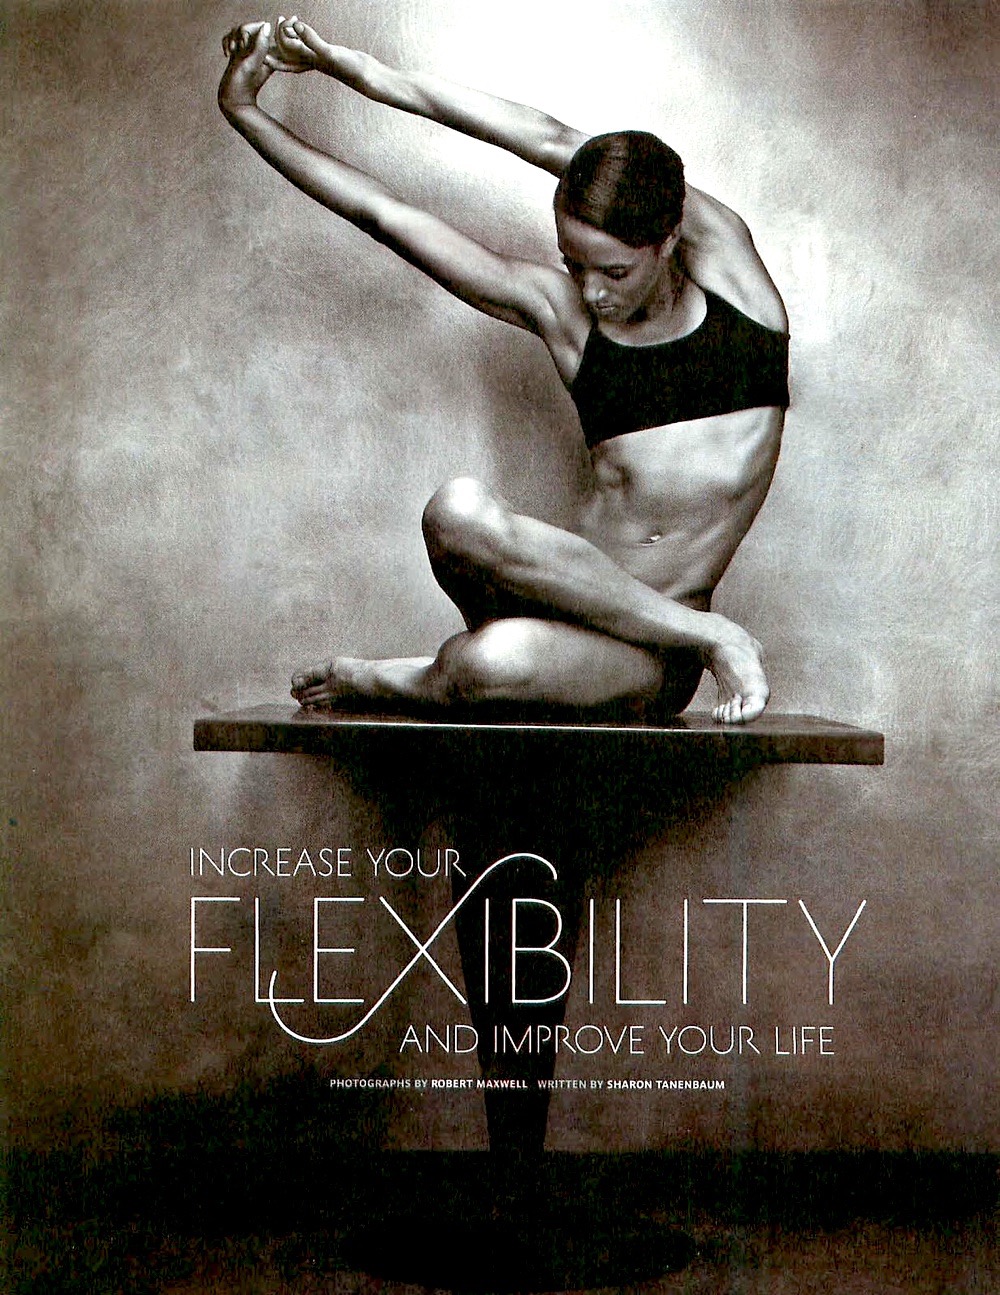 INCREASE YOUR
FLEXIBILITY
AND IMPROVE YOUR LIFE
PHOTOGRAPHS BY ROBERT MAXWELL WRITTEN BY SHARON TANENBAUM